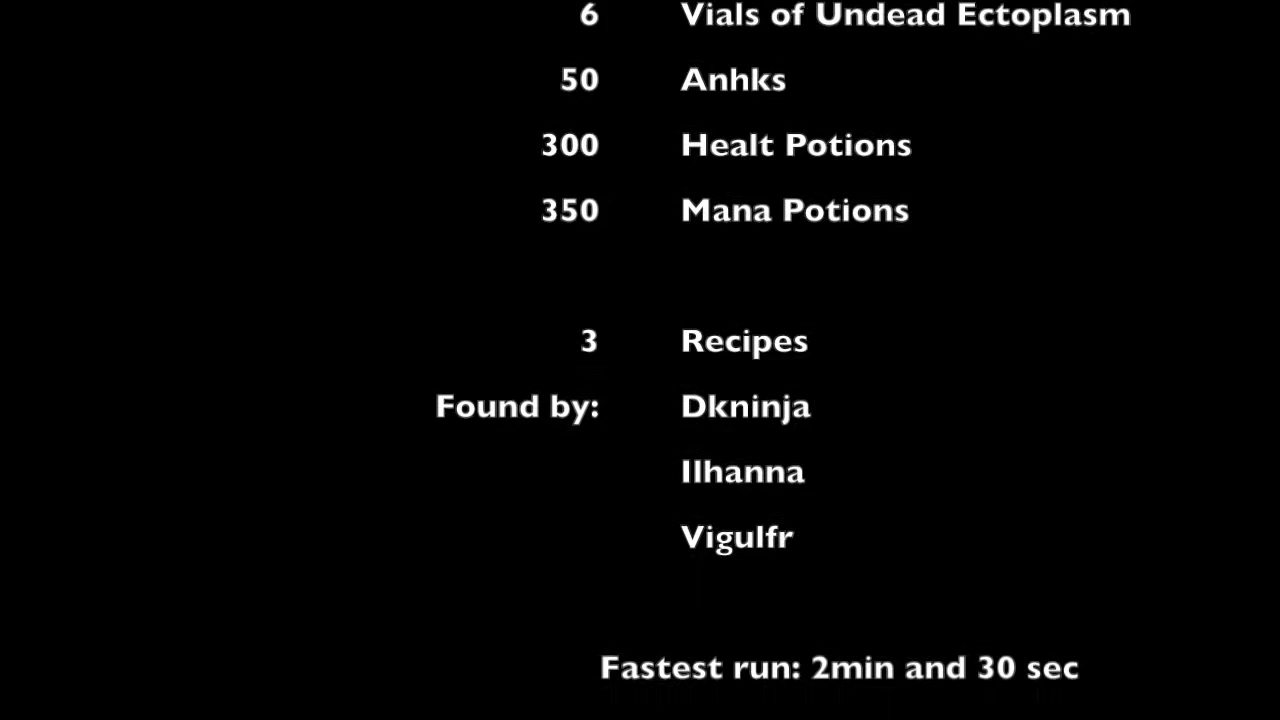 6 Vials of Undead Ectoplasm
50 Anhks
300 Healt Potions
350 Mana Potions
3 Recipes
Found by: Dkninja
Ilhanna
Vigulfr
Fastest run: 2min and 30 sec